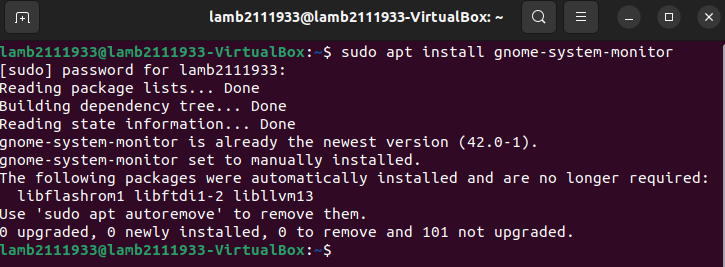 lamb2111933@lamb2111933-VirtualBox: ~
lamb2111933@lamb2111933-VirtualBox:~$ sudo apt install gnome-system-monitor
[sudo] password for lamb2111933:
Reading package lists... Done
Building dependency tree... Done
Reading state information... Done
gnome-system-monitor is already the newest version (42.0-1).
gnome-system-monitor set to manually installed.
The following packages were automatically installed and are no longer required:
  libflashrom1 libftdi1-2 libllvm13
Use 'sudo apt autoremove' to remove them.
0 upgraded, 0 newly installed, 0 to remove and 101 not upgraded.
lamb2111933@lamb2111933-VirtualBox:~$